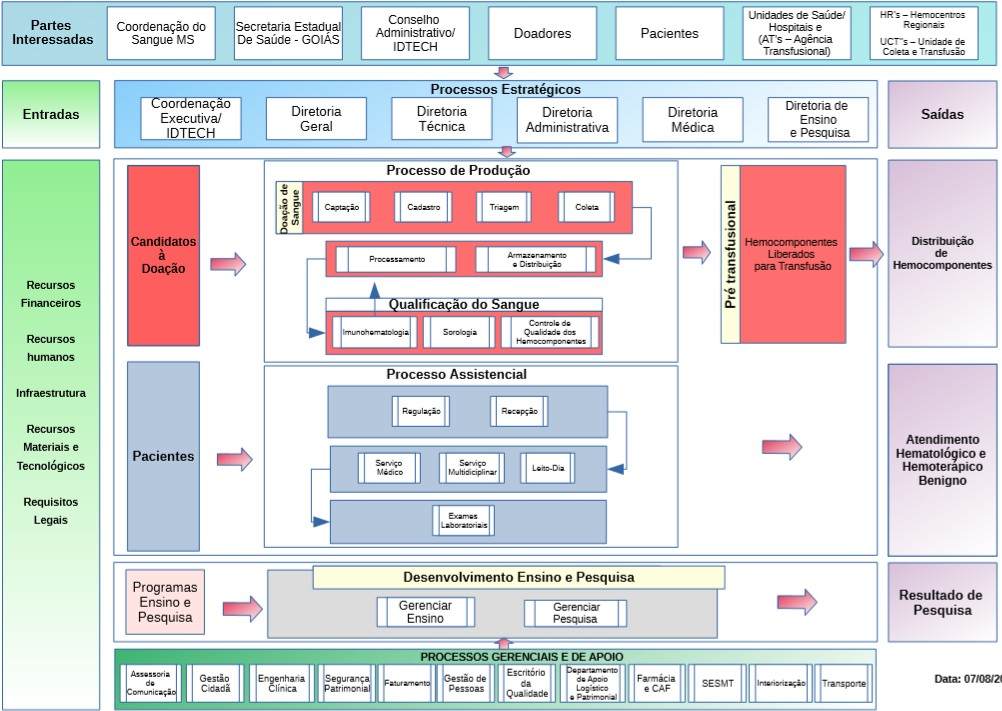 Partes
Interessadas
Coordenação do
Sangue MS
Secretaria Estadual
De Saúde - GOIÁS
Conselho
Administrativo/
IDTECH
Doadores
Pacientes
Unidades de Saúde/
Hospitais e
(AT's – Agência
Transfusional)
HR's – Hemocentros
Regionais
UCT"s – Unidade de
Coleta e Transfusão
Entradas
Processos Estratégicos
Coordenação
Executiva/
IDTECH
Diretoria
Geral
Diretoria
Técnica
Diretoria
Administrativa
Diretoria
Médica
Diretoria de
Ensino
e Pesquisa
Saídas
Recursos
Financeiros
Recursos
humanos
Infraestrutura
Recursos
Materiais e
Tecnológicos
Requisitos
Legais
Candidatos
à
Doação
Processo de Produção
Doação de
Sangue
Captação
Cadastro
Triagem
Coleta
Processamento
Armazenamento
e Distribuição
Qualificação do Sangue
Imunohematologia
Sorologia
Controle de
Qualidade dos
Hemocomponentes
Pré transfusional
Hemocomponentes
Liberados
para Transfusão
Distribuição
de
Hemocomponentes
Pacientes
Processo Assistencial
Regulação
Recepção
Serviço
Médico
Serviço
Multidiciplinar
Leito-Dia
Exames
Laboratoriais
Atendimento
Hematológico e
Hemoterápico
Benigno
Programas
Ensino e
Pesquisa
Desenvolvimento Ensino e Pesquisa
Gerenciar
Ensino
Gerenciar
Pesquisa
Resultado de
Pesquisa
PROCESSOS GERENCIAIS E DE APOIO
Assessoria
de
Comunicação
Gestão
Cidadã
Engenharia
Clínica
Segurança
Patrimonial
Faturamento
Gestão de
Pessoas
Escritório
da
Qualidade
Departamento
de Apoio
Logístico
e Patrimonial
Farmácia
e CAF
SESMT
Interiorização
Transporte
Data: 07/08/20